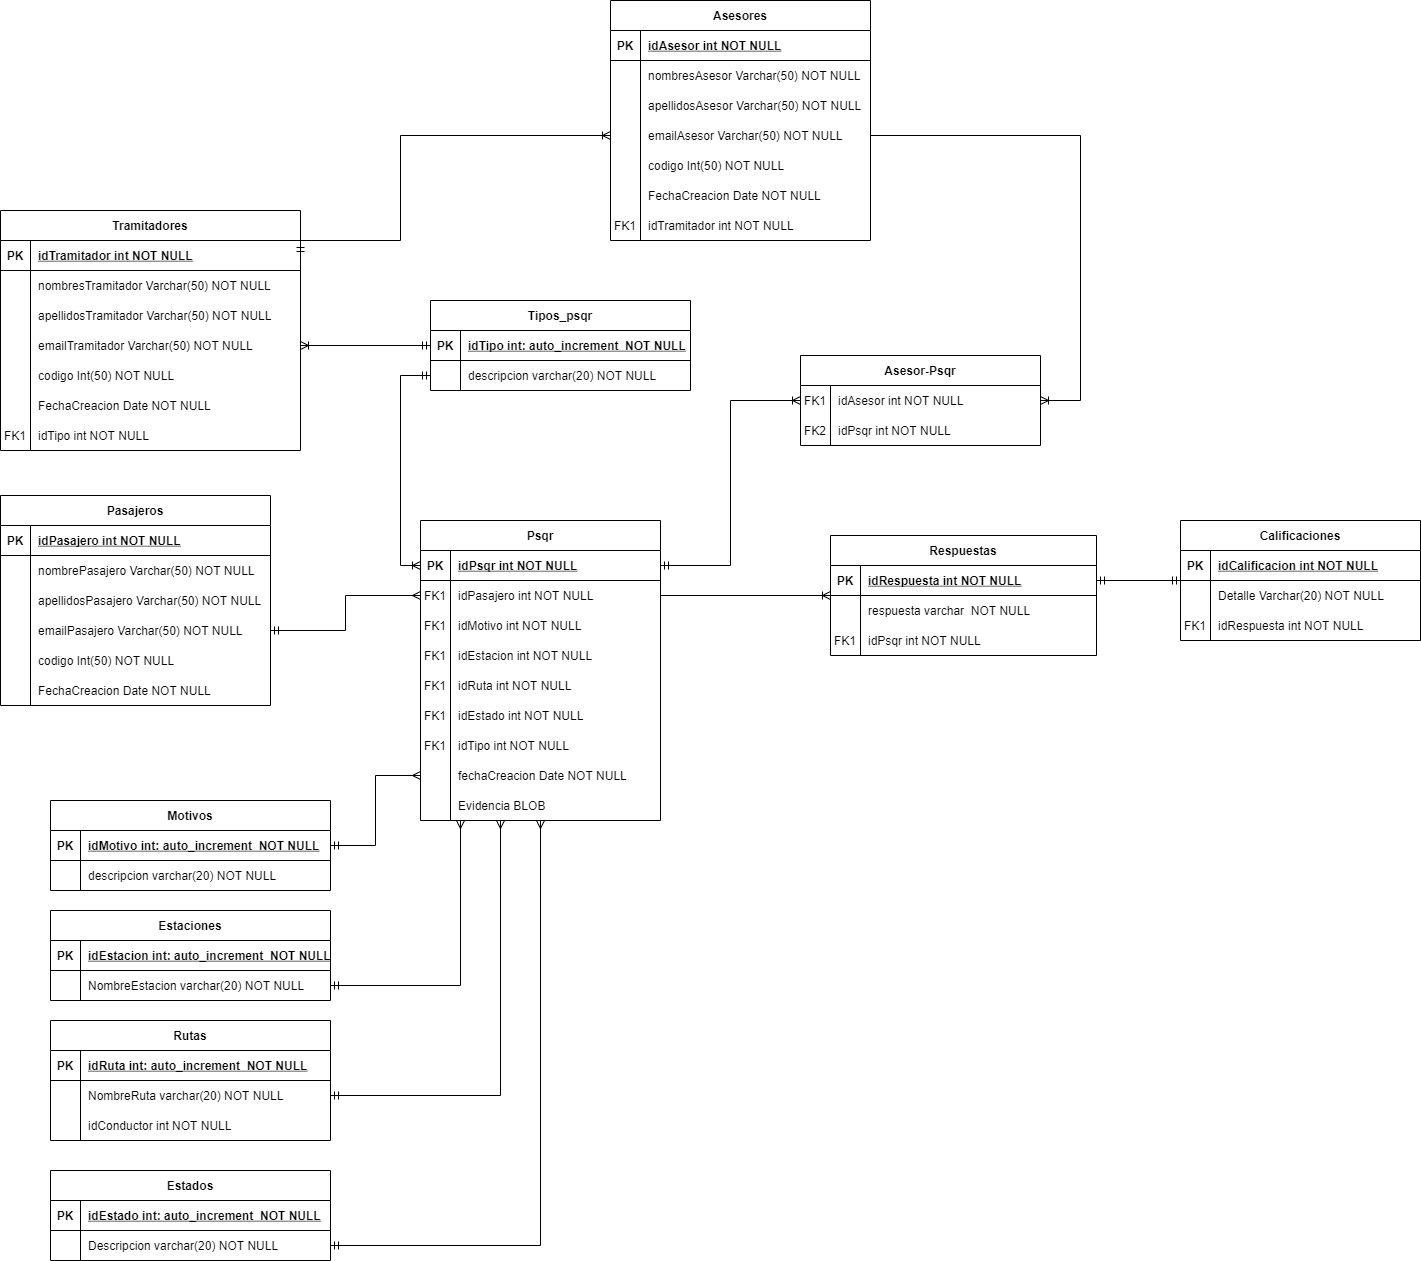 Asesores
PK idAsesor int NOT NULL
nombresAsesor Varchar(50) NOT NULL
apellidosAsesor Varchar(50) NOT NULL
emailAsesor Varchar(50) NOT NULL
codigo Int(50) NOT NULL
FechaCreacion Date NOT NULL
FK1 idTramitador int NOT NULL
Tramitadores
PK idTramitador int NOT NULL
nombresTramitador Varchar(50) NOT NULL
apellidosTramitador Varchar(50) NOT NULL
emailTramitador Varchar(50) NOT NULL
codigo Int(50) NOT NULL
FechaCreacion Date NOT NULL
FK1 idTipo int NOT NULL
Tipos_psqr
PK idTipo int: auto_increment  NOT NULL
descripcion varchar(20) NOT NULL
Asesor-Psqr
FK1 idAsesor int NOT NULL
FK2 idPsqr int NOT NULL
Pasajeros
PK idPasajero int NOT NULL
nombrePasajero Varchar(50) NOT NULL
apellidosPasajero Varchar(50) NOT NULL
emailPasajero Varchar(50) NOT NULL
codigo Int(50) NOT NULL
FechaCreacion Date NOT NULL
Psqr
PK idPsqr int NOT NULL
FK1 idPasajero int NOT NULL
FK1 idMotivo int NOT NULL
FK1 idEstacion int NOT NULL
FK1 idRuta int NOT NULL
FK1 idEstado int NOT NULL
FK1 idTipo int NOT NULL
fechaCreacion Date NOT NULL
Evidencia BLOB
Respuestas
PK idRespuesta int NOT NULL
respuesta varchar  NOT NULL
FK1 idPsqr int NOT NULL
Calificaciones
PK idCalificacion int NOT NULL
Detalle Varchar(20) NOT NULL
FK1 idRespuesta int NOT NULL
Motivos
PK idMotivo int: auto_increment  NOT NULL
descripcion varchar(20) NOT NULL
Estaciones
PK idEstacion int: auto_increment  NOT NULL
NombreEstacion varchar(20) NOT NULL
Rutas
PK idRuta int: auto_increment  NOT NULL
NombreRuta varchar(20) NOT NULL
idConductor int NOT NULL
Estados
PK idEstado int: auto_increment  NOT NULL
Descripcion varchar(20) NOT NULL